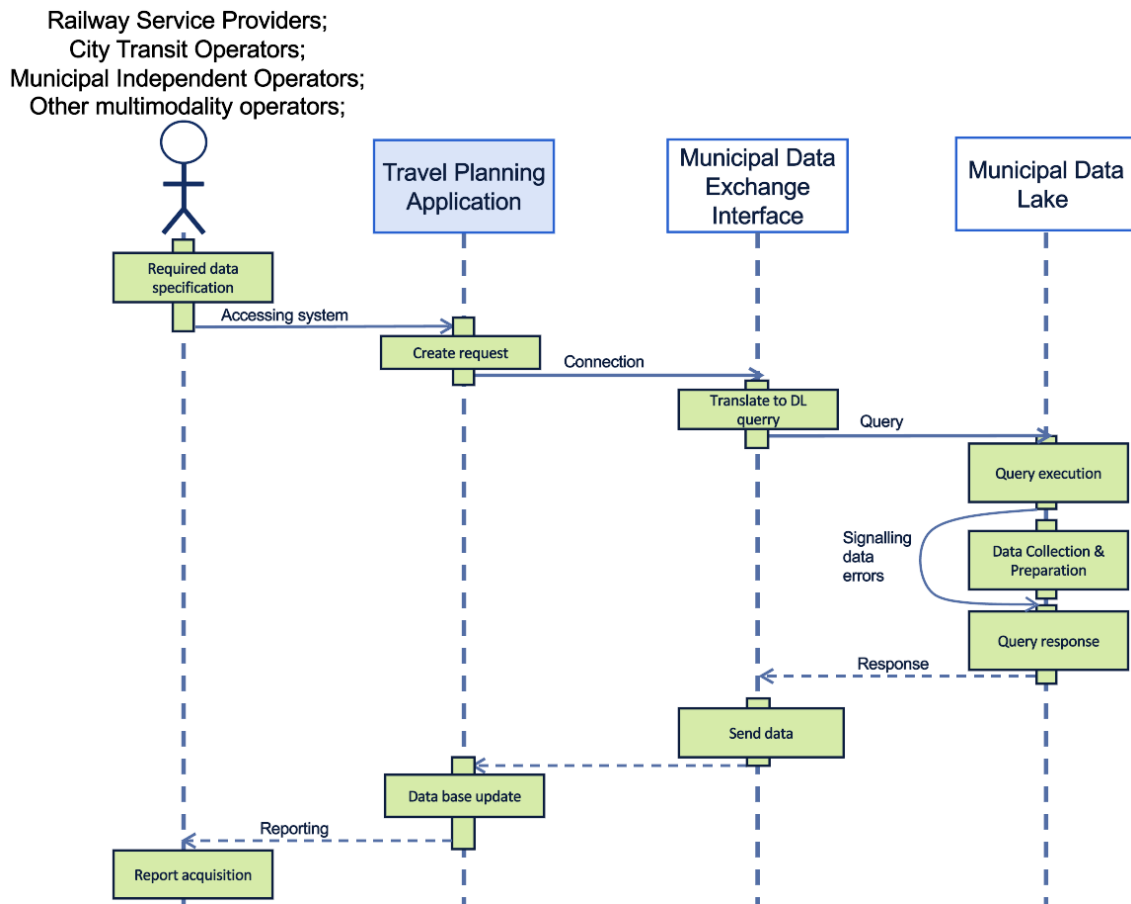 Railway Service Providers;
City Transit Operators;
Municipal Independent Operators;
Other multimodality operators;
Travel Planning
Application
Municipal Data
Exchange
Interface
Municipal Data
Lake
Required data
specification
Accessing system
Create request
Connection
Translate to DL
querry
Query
Query execution
Signalling
data
errors
Data Collection &
Preparation
Query response
Response
Send data
Data base update
Reporting
Report acquisition